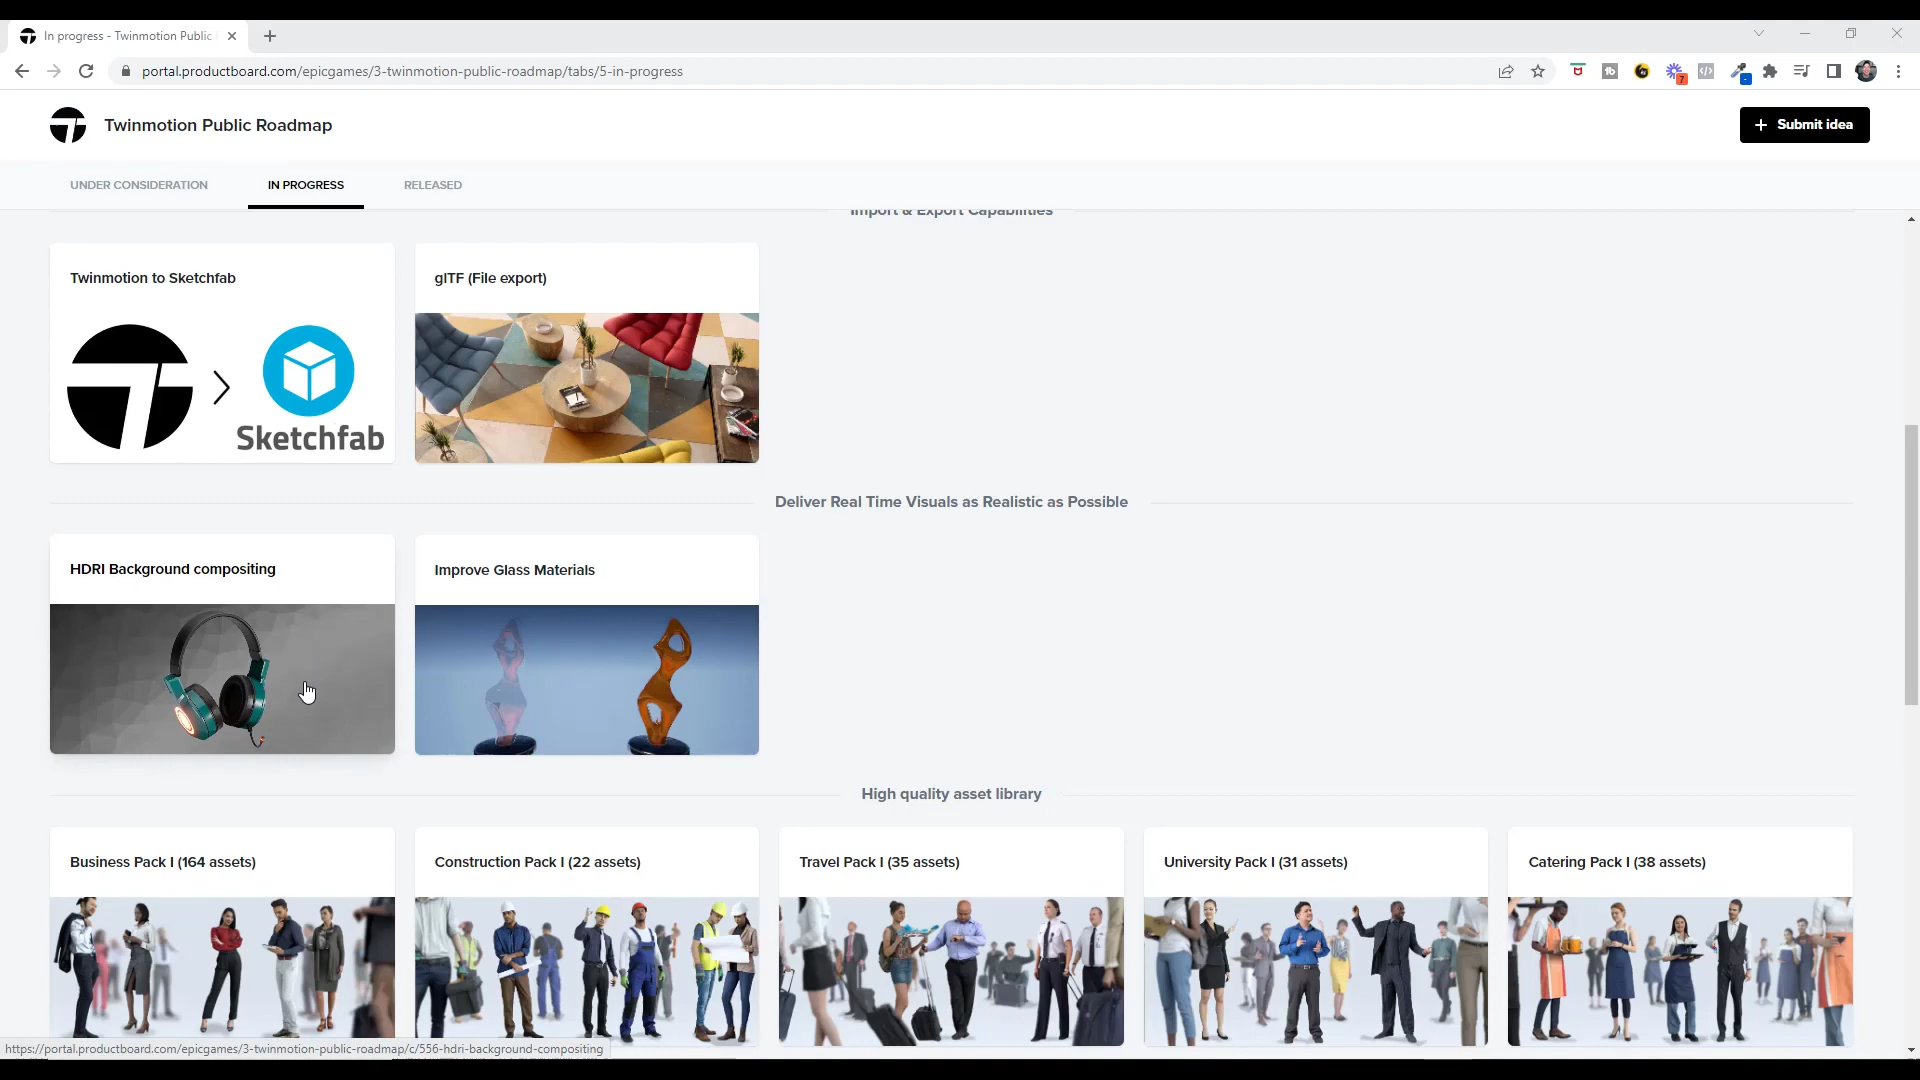 In progress - Twinmotion Public
portal.productboard.com/epicgames/3-twinmotion-public-roadmap/tabs/5-in-progress
7
Twinmotion Public Roadmap
+ Submit idea
UNDER CONSIDERATION
IN PROGRESS
RELEASED
Import & Export Capabilities
Twinmotion to Sketchfab
glTF (File export)
Sketchfab
Deliver Real Time Visuals as Realistic as Possible
HDRI Background compositing
Improve Glass Materials
High quality asset library
Business Pack I (164 assets)
Construction Pack I (22 assets)
Travel Pack I (35 assets)
University Pack I (31 assets)
Catering Pack I (38 assets)
https://portal.productboard.com/epicgames/3-twinmotion-public-roadmap/c/556-hdri-background-compositing